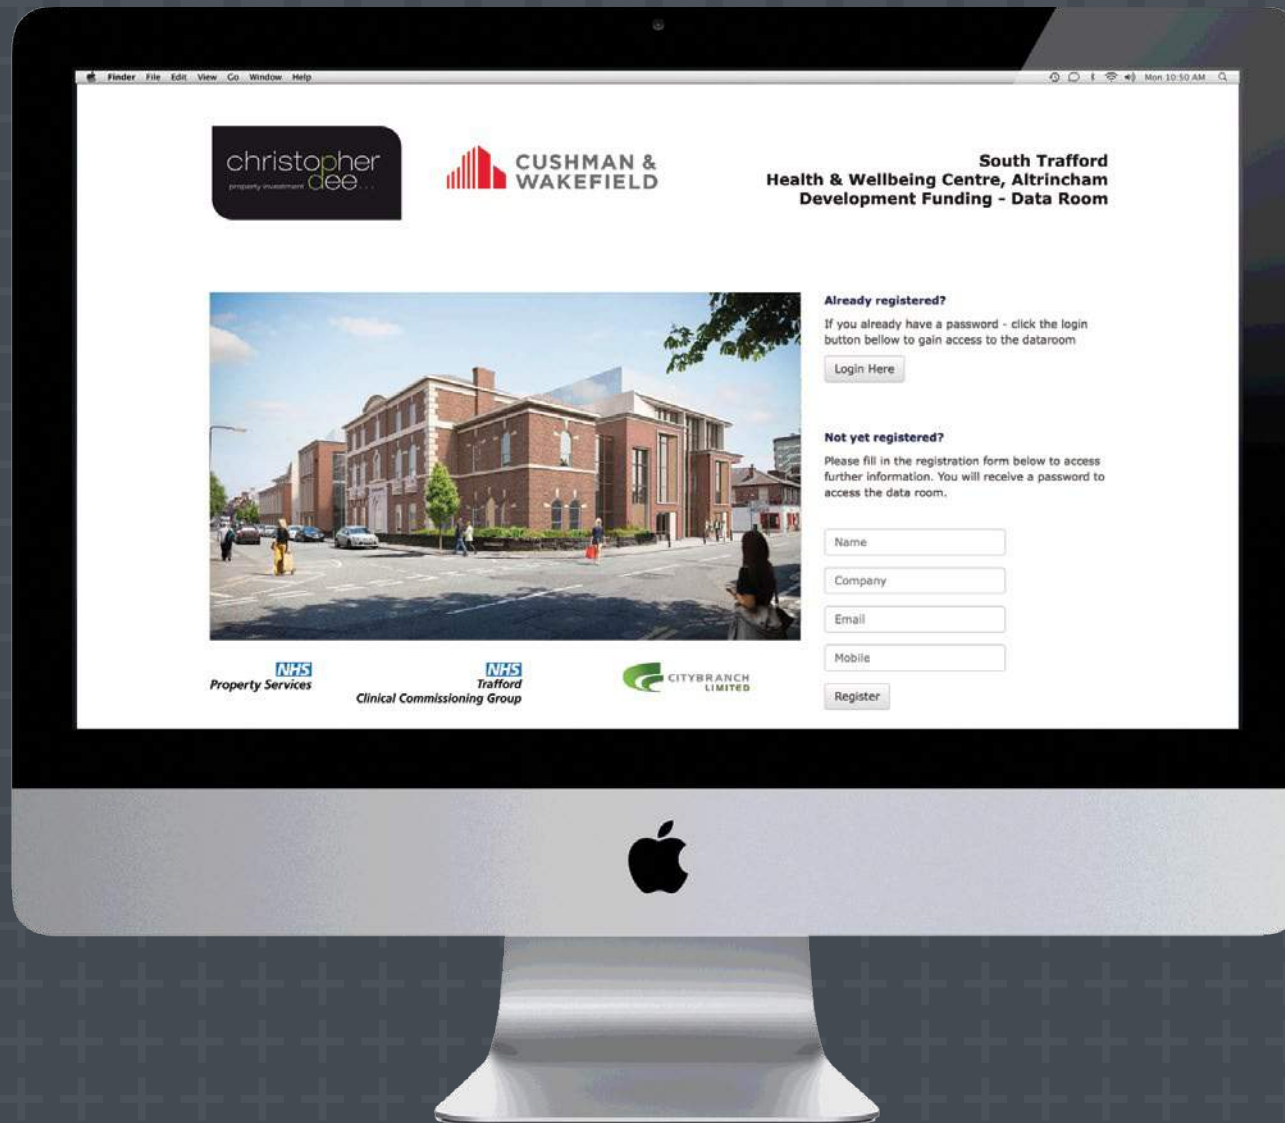 Finder File Edit View Go Window Help
Mon 10:50 AM
christopher
property investment dee...
CUSHMAN &
WAKEFIELD
South Trafford
Health & Wellbeing Centre, Altrincham
Development Funding - Data Room
Already registered?
If you already have a password - click the login
button bellow to gain access to the dataroom
Login Here
Not yet registered?
Please fill in the registration form below to access
further information. You will receive a password to
access the data room.
Name
Company
Email
Mobile
Register
NHS
Property Services
NHS
Trafford
Clinical Commissioning Group
CITYBRANCH
LIMITED